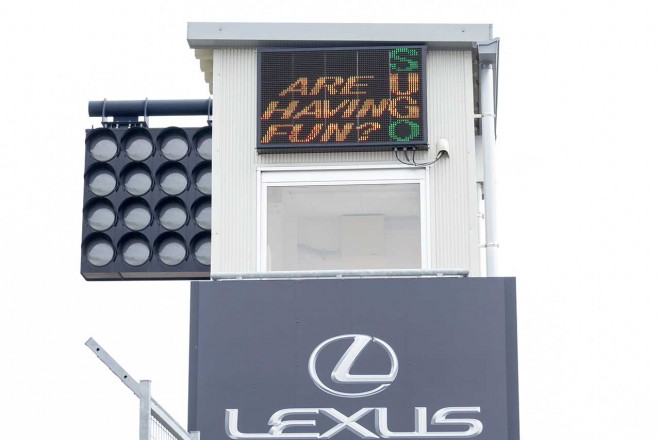 ARE
HAVING
FUN?
SUGO
LEXUS